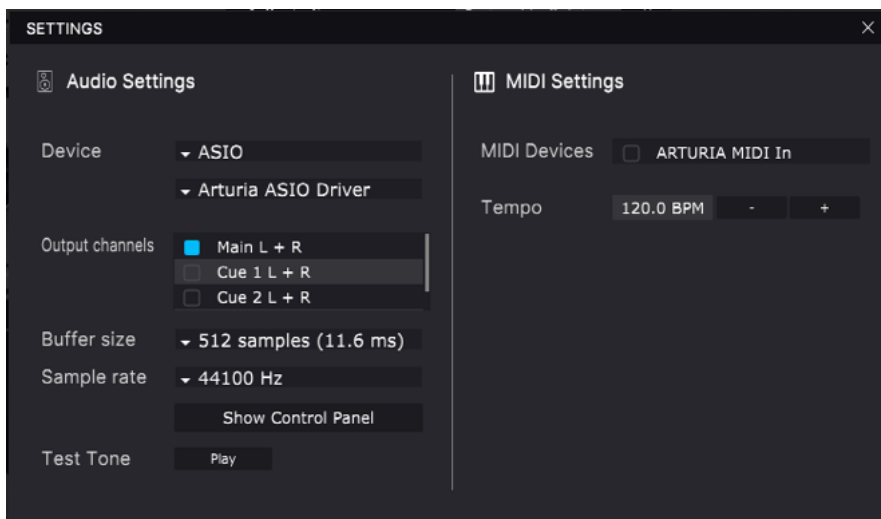 SETTINGS
Audio Settings
Device
ASIO
Arturia ASIO Driver
Output channels
Main L + R
Cue 1 L + R
Cue 2 L + R
Buffer size
512 samples (11.6 ms)
Sample rate
44100 Hz
Show Control Panel
Test Tone
Play
MIDI Settings
MIDI Devices
ARTURIA MIDI In
Tempo
120.0 BPM
-
+